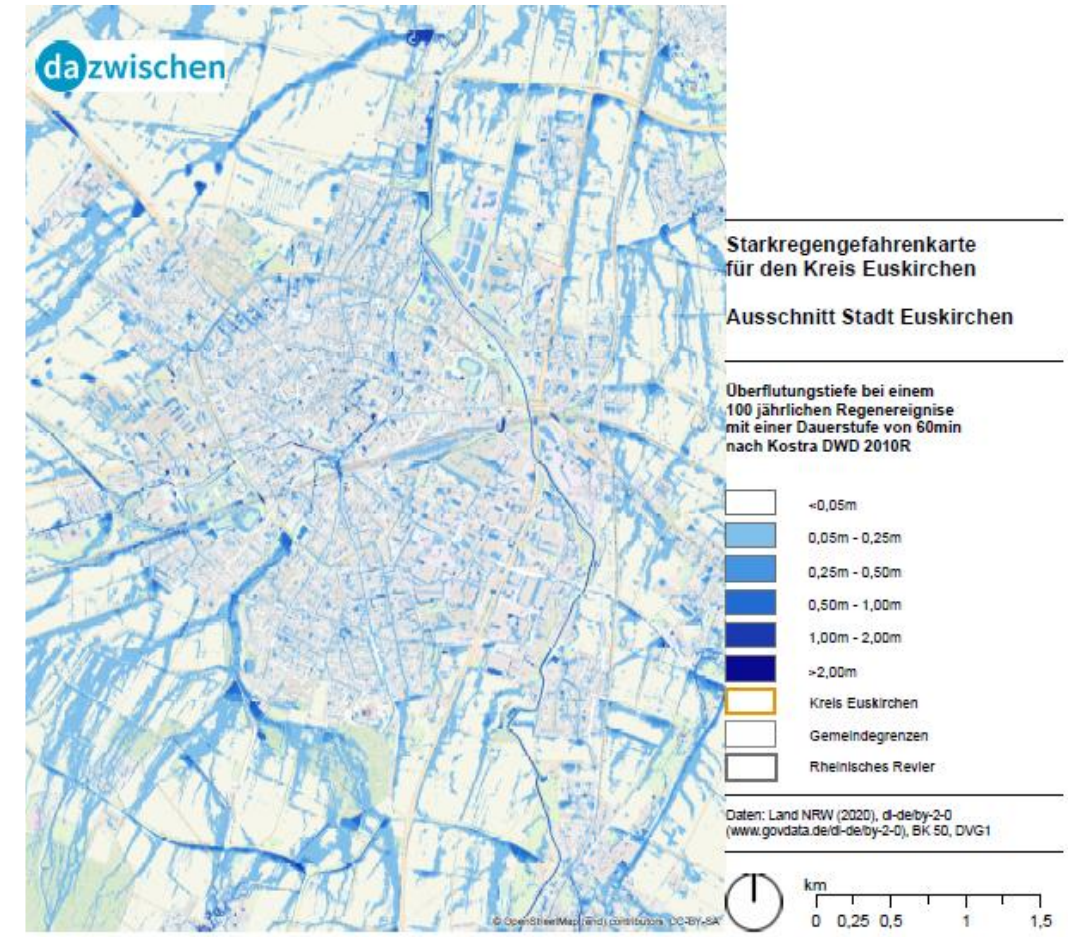 dazwischen
Starkregengefahrenkarte
für den Kreis Euskirchen
Ausschnitt Stadt Euskirchen
Überflutungstiefe bei einem
100 jährlichen Regenereignise
mit einer Dauerstufe von 60min
nach Kostra DWD 2010R
<0,05m
0,05m - 0,25m
0,25m - 0,50m
0,50m - 1,00m
1,00m - 2,00m
>2,00m
Kreis Euskirchen
Gemeindegrenzen
Rheinisches Revier
Daten: Land NRW (2020), dl-de/by-2-0
(www.govdata.de/dl-de/by-2-0), BK 50, DVG1
km
0 0,25 0,5 1 1,5
© OpenStreetMap (and) contributors, CC-BY-SA